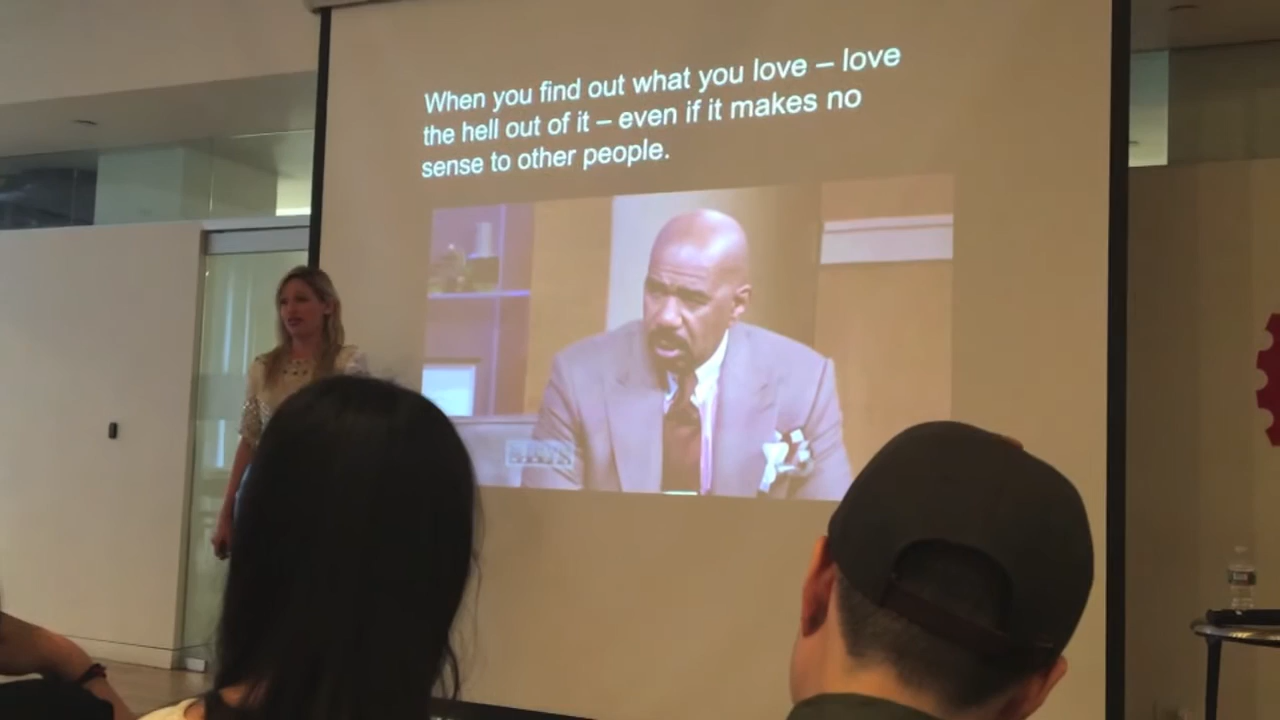 When you find out what you love – love
the hell out of it – even if it makes no
sense to other people.